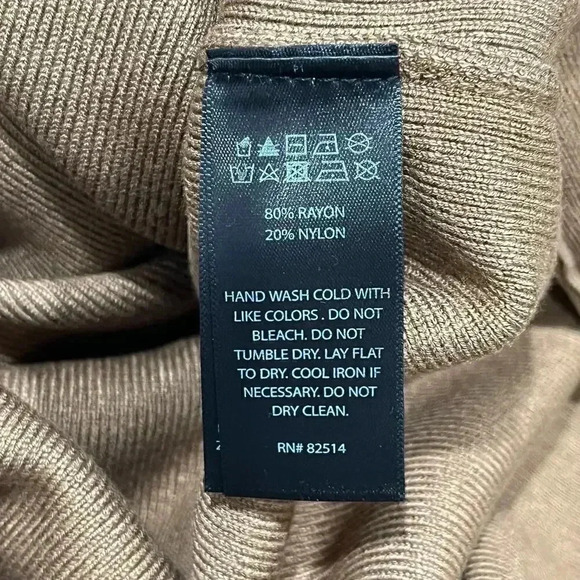 80% RAYON
20% NYLON
HAND WASH COLD WITH
LIKE COLORS . DO NOT
BLEACH. DO NOT
TUMBLE DRY. LAY FLAT
TO DRY. COOL IRON IF
NECESSARY. DO NOT
DRY CLEAN.
RN# 82514